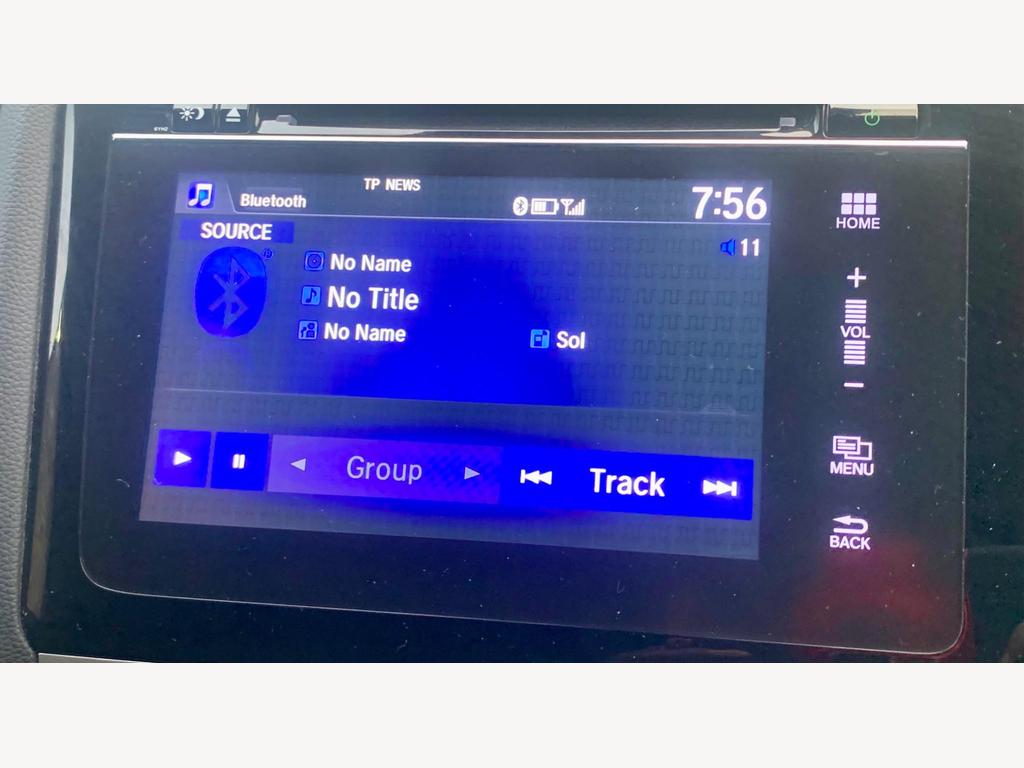 TP NEWS
Bluetooth
7:56
SOURCE
11
No Name
No Title
No Name
Sol
Group
Track
HOME
+
VOL
−
MENU
BACK